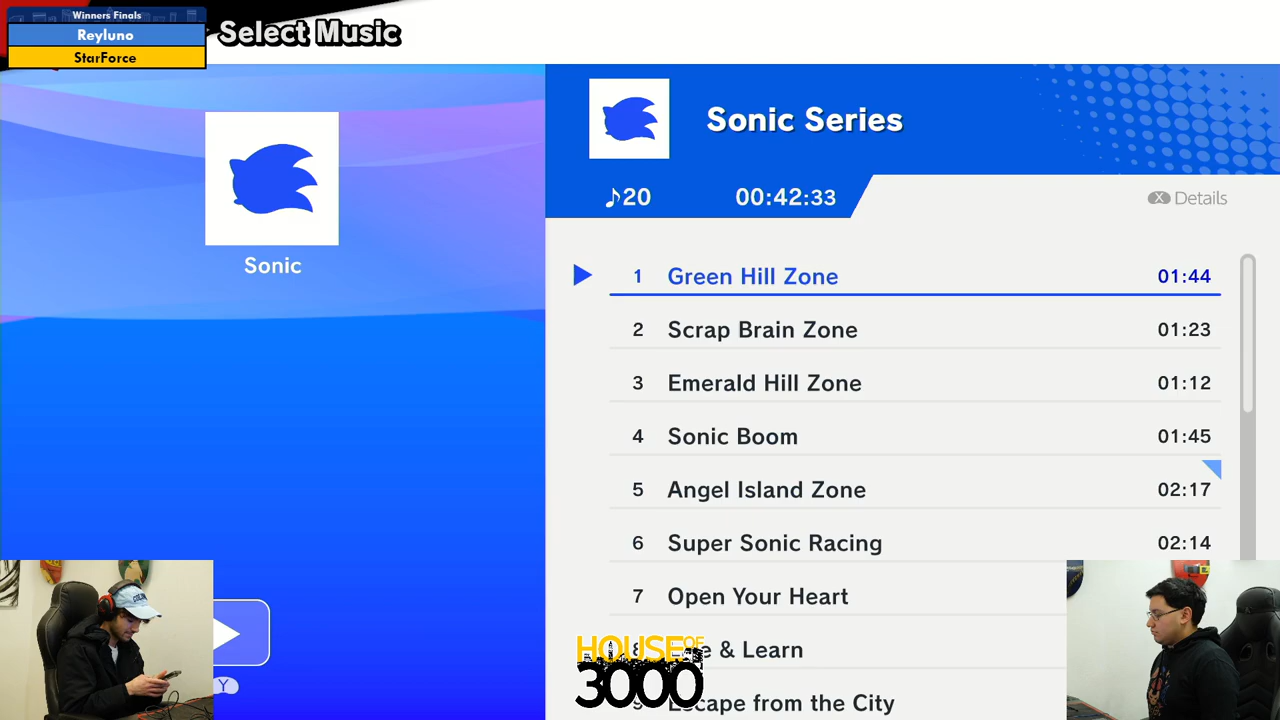 Winners Finals
Reyluno
StarForce
Select Music
Sonic
Sonic Series
♪20 00:42:33
X Details
1 Green Hill Zone 01:44
2 Scrap Brain Zone 01:23
3 Emerald Hill Zone 01:12
4 Sonic Boom 01:45
5 Angel Island Zone 02:17
6 Super Sonic Racing 02:14
7 Open Your Heart
& Learn
Escape from the City
HOUSE OF
3000
Y